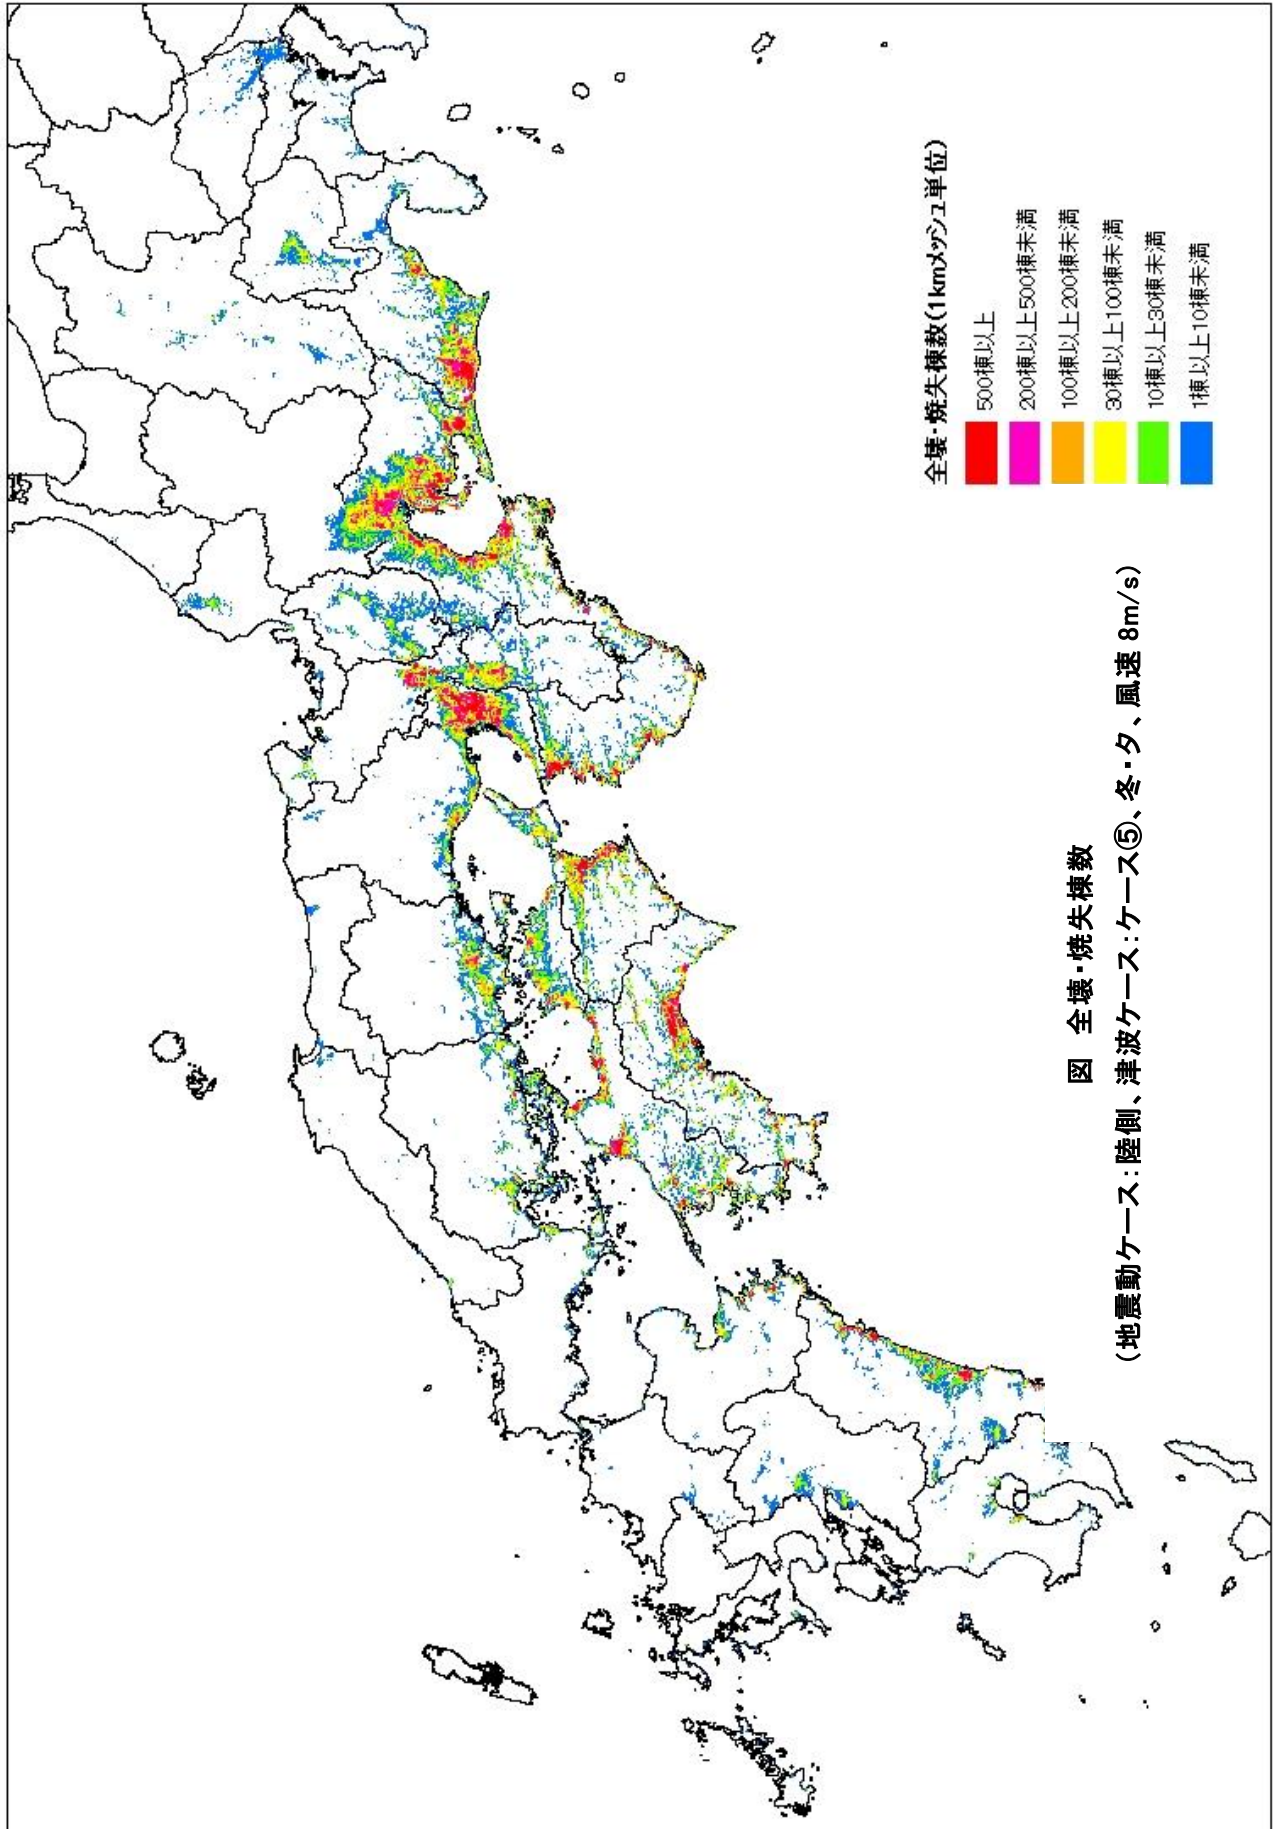 全壊・焼失棟数(1kmメッシュ単位)
500棟以上
200棟以上500棟未満
100棟以上200棟未満
30棟以上100棟未満
10棟以上30棟未満
1棟以上10棟未満
図 全壊・焼失棟数
(地震動ケース:陸側、津波ケース:ケース⑤、冬・夕、風速 8m/s)